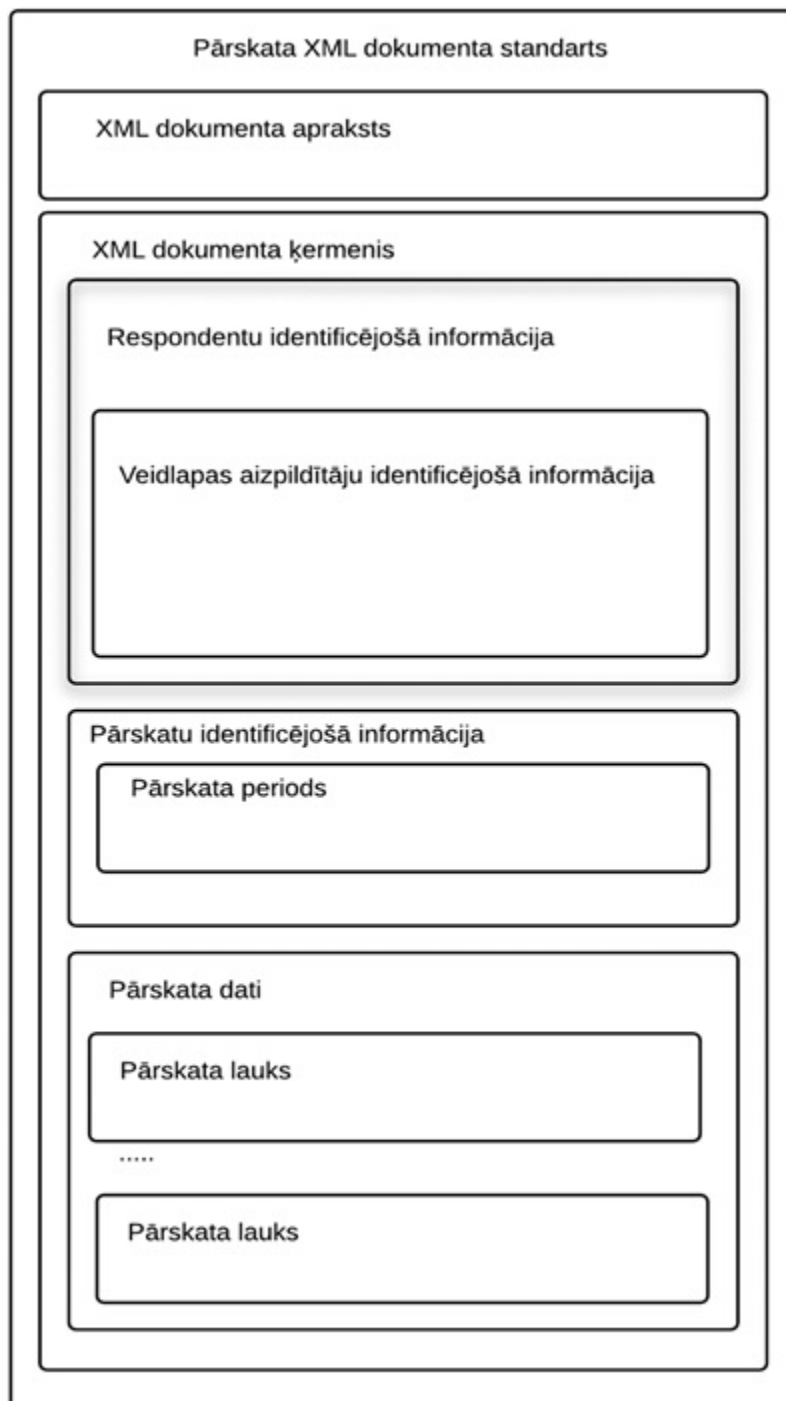 Pārskata XML dokumenta standarts
XML dokumenta apraksts
XML dokumenta ķermenis
Respondentu identificējošā informācija
Veidlapas aizpildītāju identificējošā informācija
Pārskatu identificējošā informācija
Pārskata periods
Pārskata dati
Pārskata lauks
.....
Pārskata lauks